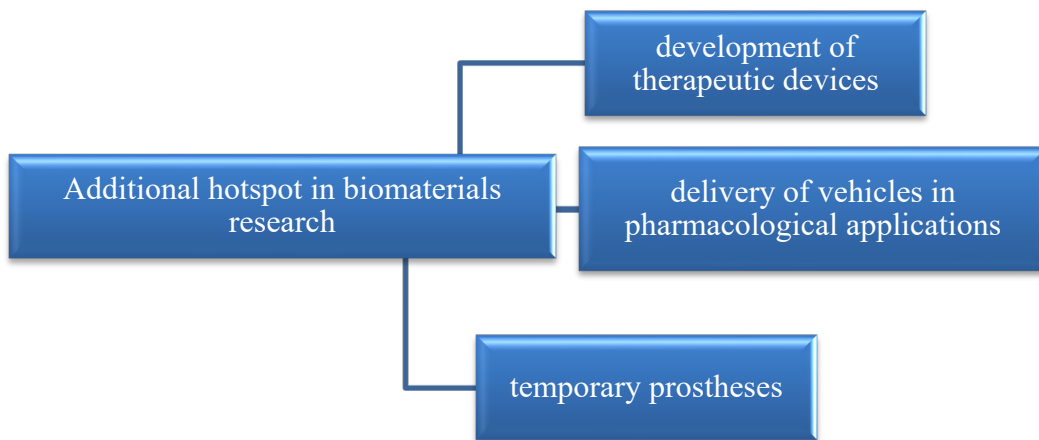 development of
therapeutic devices
Additional hotspot in biomaterials
research
delivery of vehicles in
pharmacological applications
temporary prostheses